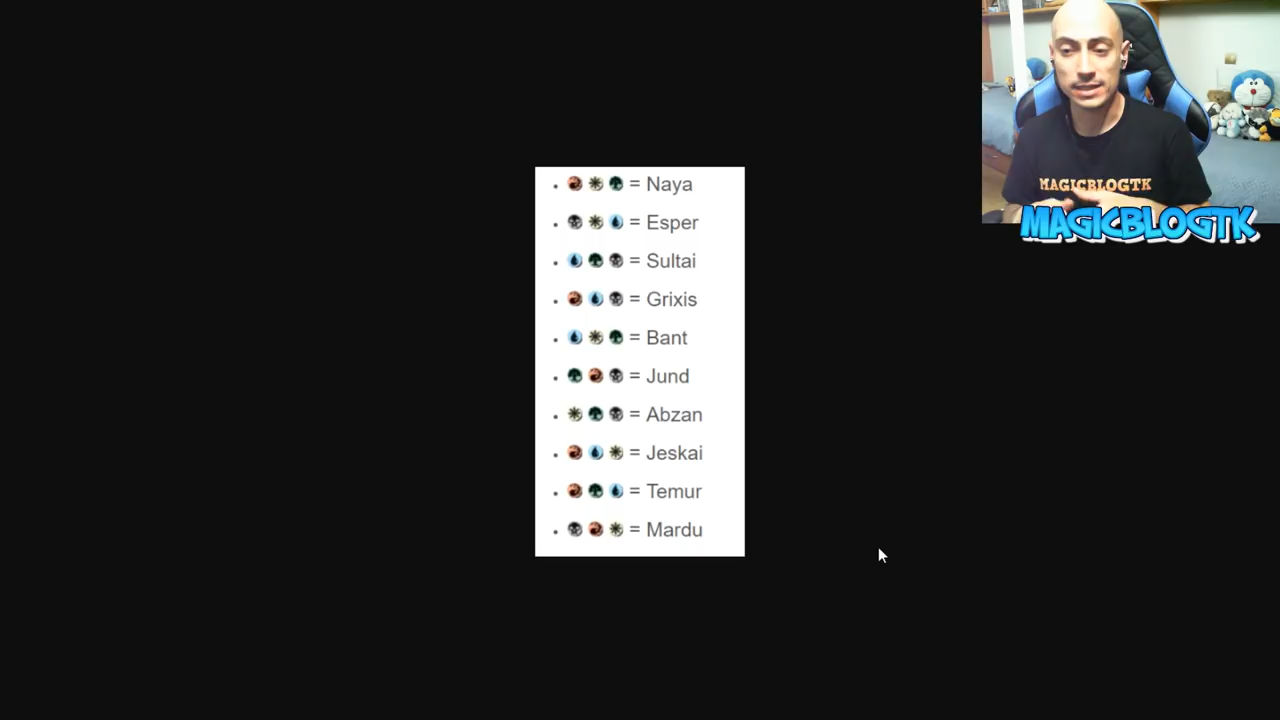 MAGICBLOGTK
MAGICBLOGTK
• = Naya
• = Esper
• = Sultai
• = Grixis
• = Bant
• = Jund
• = Abzan
• = Jeskai
• = Temur
• = Mardu